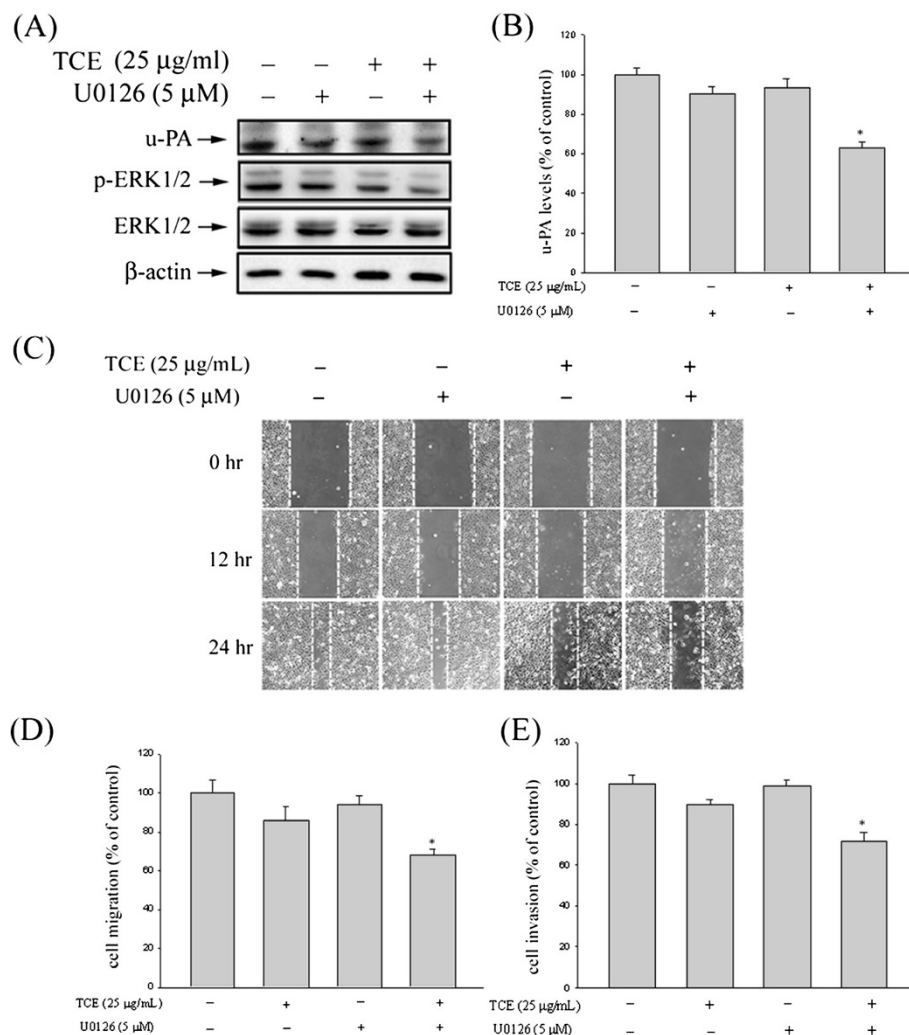 (A)
TCE (25 μg/ml) – – + +
U0126 (5 μM) – + – +
u-PA
p-ERK1/2
ERK1/2
β-actin
(B)
u-PA levels (% of control)
120
100
80
60
40
20
0
*
TCE (25 μg/mL) – – + +
U0126 (5 μM) – + – +
(C)
TCE (25 μg/mL) – – + +
U0126 (5 μM) – + – +
0 hr
12 hr
24 hr
(D)
cell migration (% of control)
120
100
80
60
40
20
0
*
TCE (25 μg/mL) – + – +
U0126 (5 μM) – – + +
(E)
cell invasion (% of control)
120
100
80
60
40
20
0
*
TCE (25 μg/mL) – + – +
U0126 (5 μM) – – + +